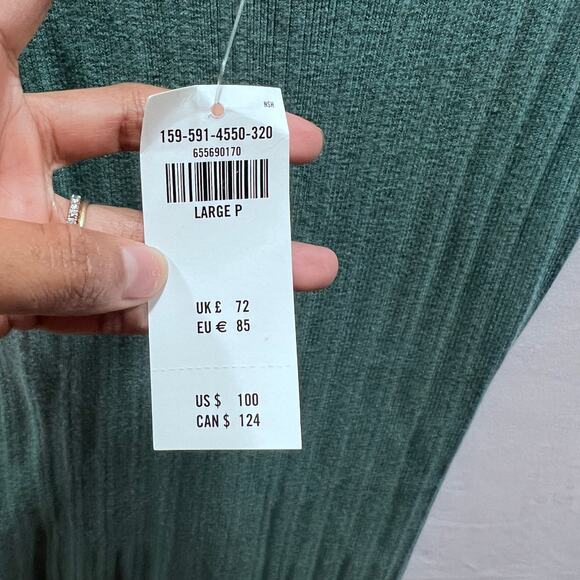 NSH
159-591-4550-320
655690170
LARGE P
UK £ 72
EU € 85
US $ 100
CAN $ 124